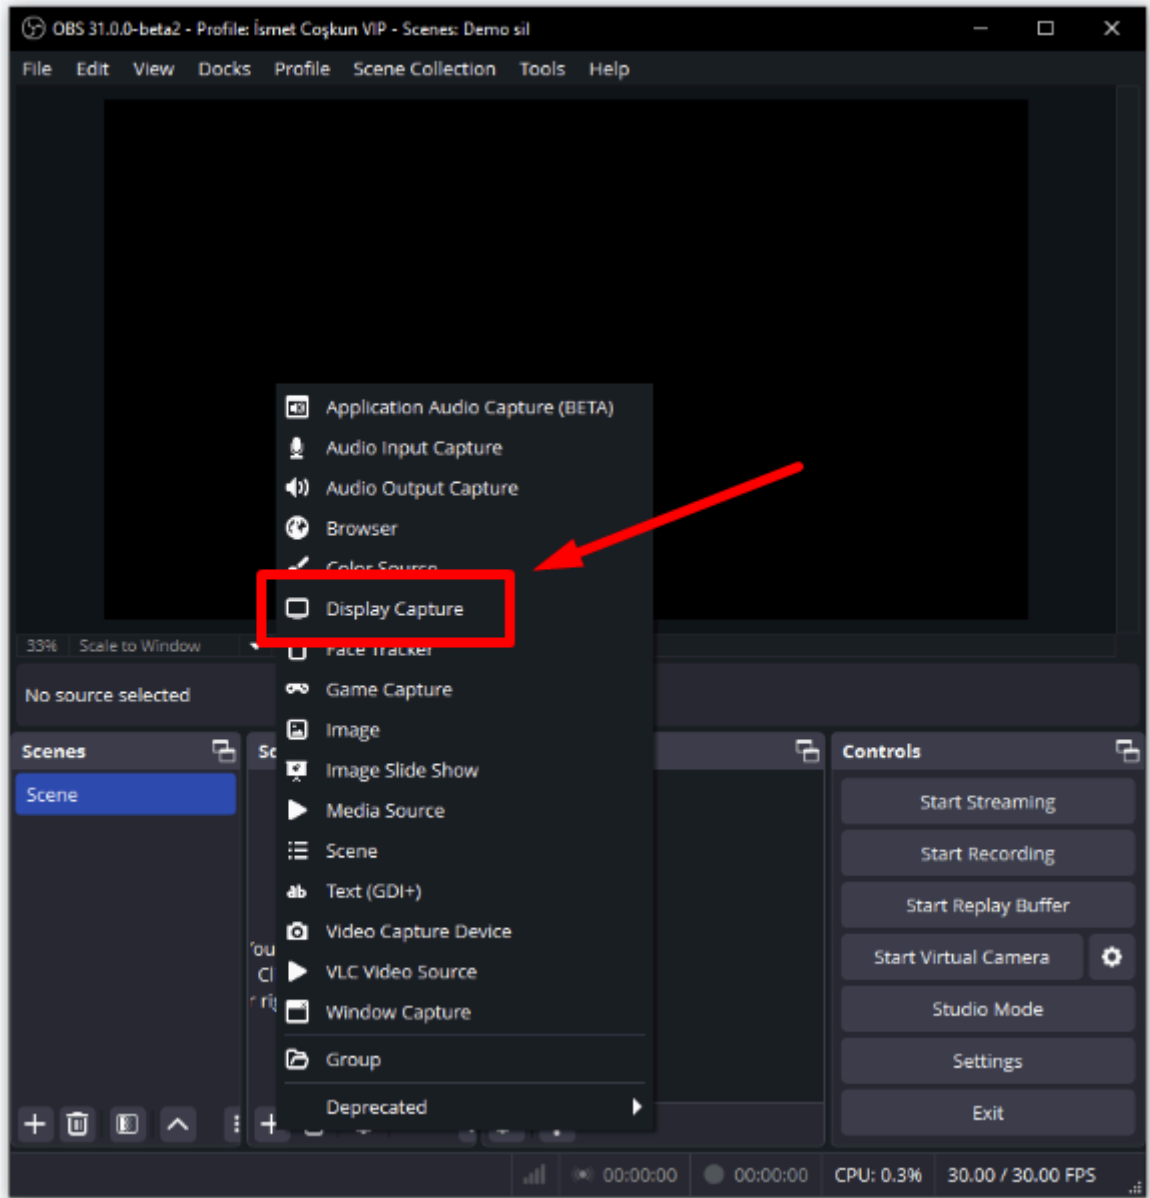 OBS 31.0.0-beta2 - Profile: İsmet Coşkun VIP - Scenes: Demo sil
File Edit View Docks Profile Scene Collection Tools Help
Application Audio Capture (BETA)
Audio Input Capture
Audio Output Capture
Browser
Color Source
Display Capture
Face Tracker
Game Capture
Image
Image Slide Show
Media Source
Scene
Text (GDI+)
Video Capture Device
VLC Video Source
Window Capture
Group
Deprecated
33% Scale to Window
No source selected
Scenes
Scene
Controls
Start Streaming
Start Recording
Start Replay Buffer
Start Virtual Camera
Studio Mode
Settings
Exit
00:00:00 00:00:00 CPU: 0.3% 30.00 / 30.00 FPS